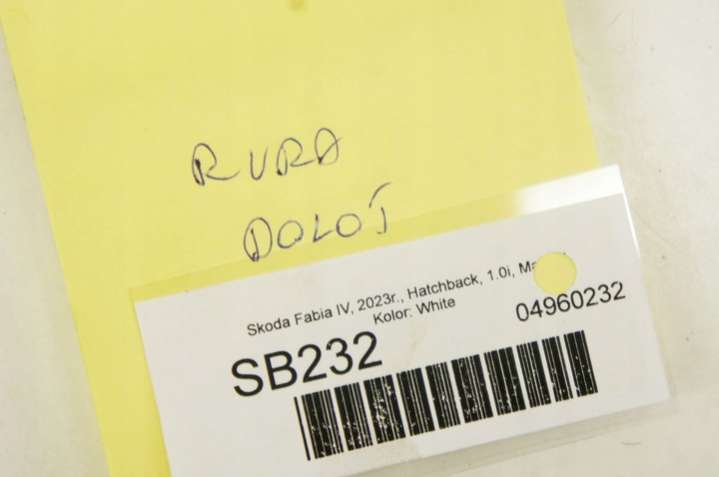 RURA
DOLOT
Skoda Fabia IV, 2023r., Hatchback, 1.0i,
Kolor: White
04960232
SB232